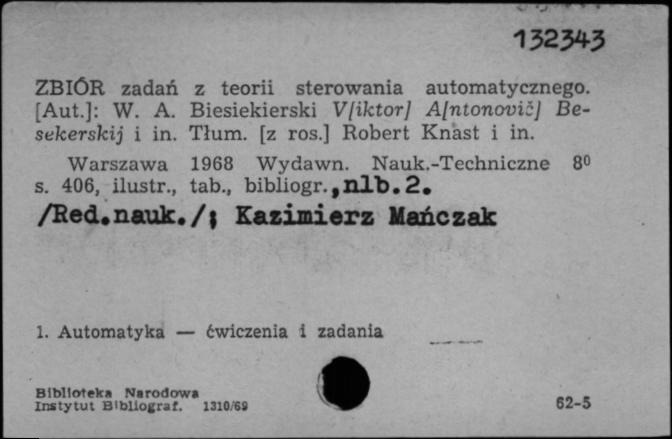 132343
ZBIÓR zadań z teorii sterowania automatycznego.
[Aut.]: W. A. Biesiekierski V[iktor] A[ntonovič] Be-
sekerskij i in. Tłum. [z ros.] Robert Knast i in.
Warszawa 1968 Wydawn. Nauk.-Techniczne 8⁰
s. 406, ilustr., tab., bibliogr.,nlb.2.
/Red.nauk./; Kazimierz Mańczak
1. Automatyka — ćwiczenia i zadania
Biblioteka Narodowa
Instytut Bibliograf. 1310/69
62-5